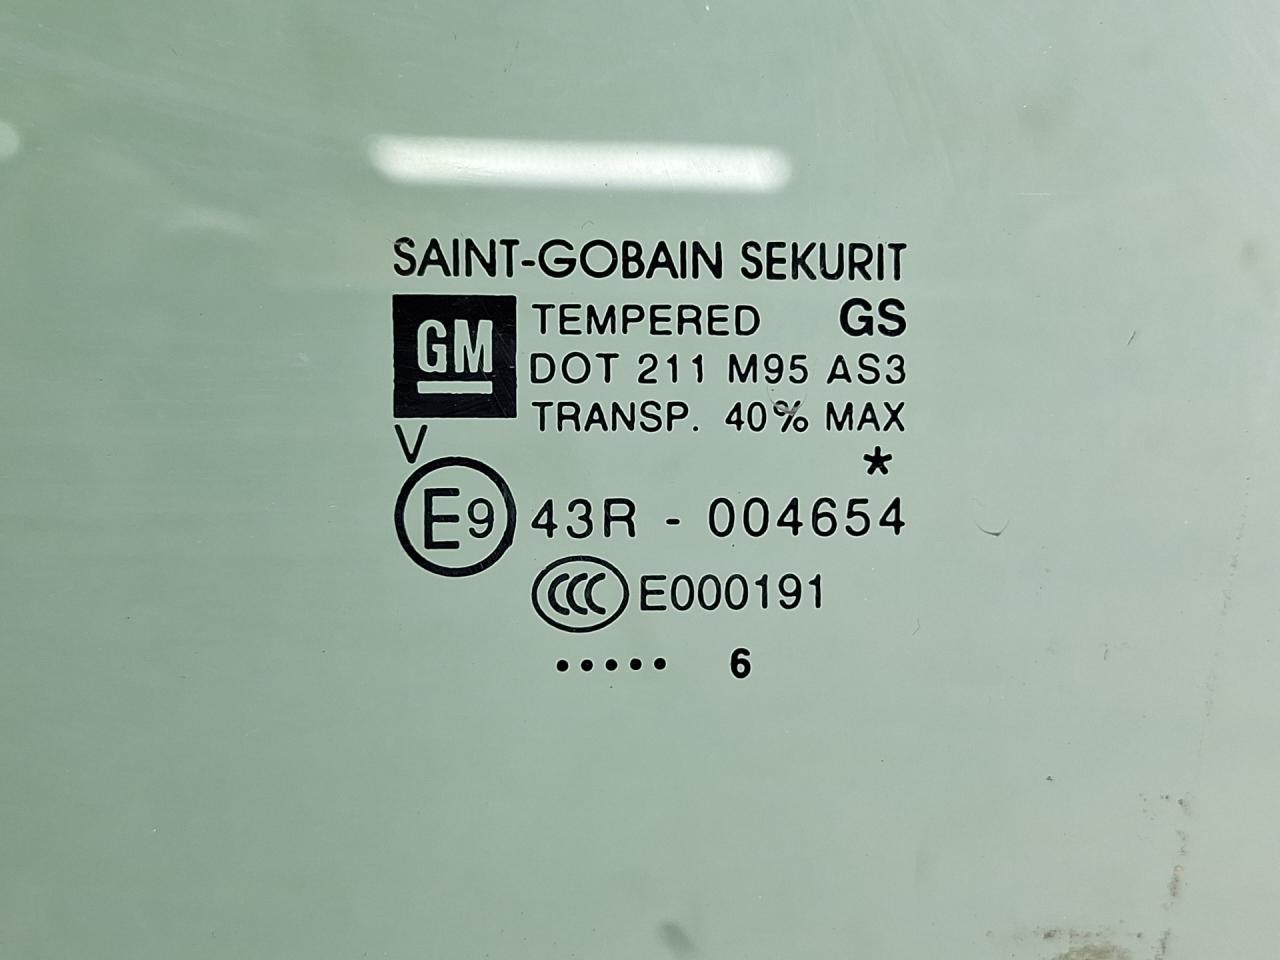 SAINT-GOBAIN SEKURIT
GM TEMPERED GS
DOT 211 M95 AS3
TRANSP. 40% MAX
V *
E9 43R - 004654
CCC E000191
..... 6